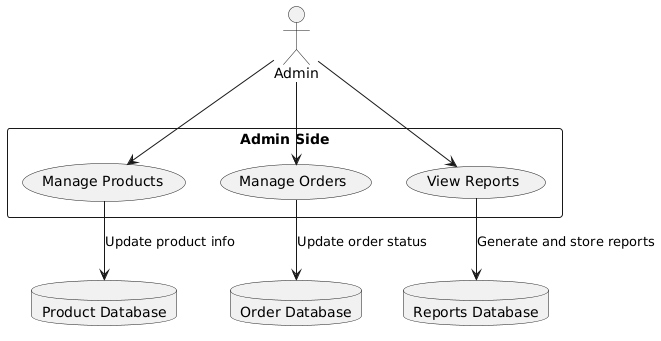 Admin
Admin Side
Manage Products
Manage Orders
View Reports
Update product info
Update order status
Generate and store reports
Product Database
Order Database
Reports Database